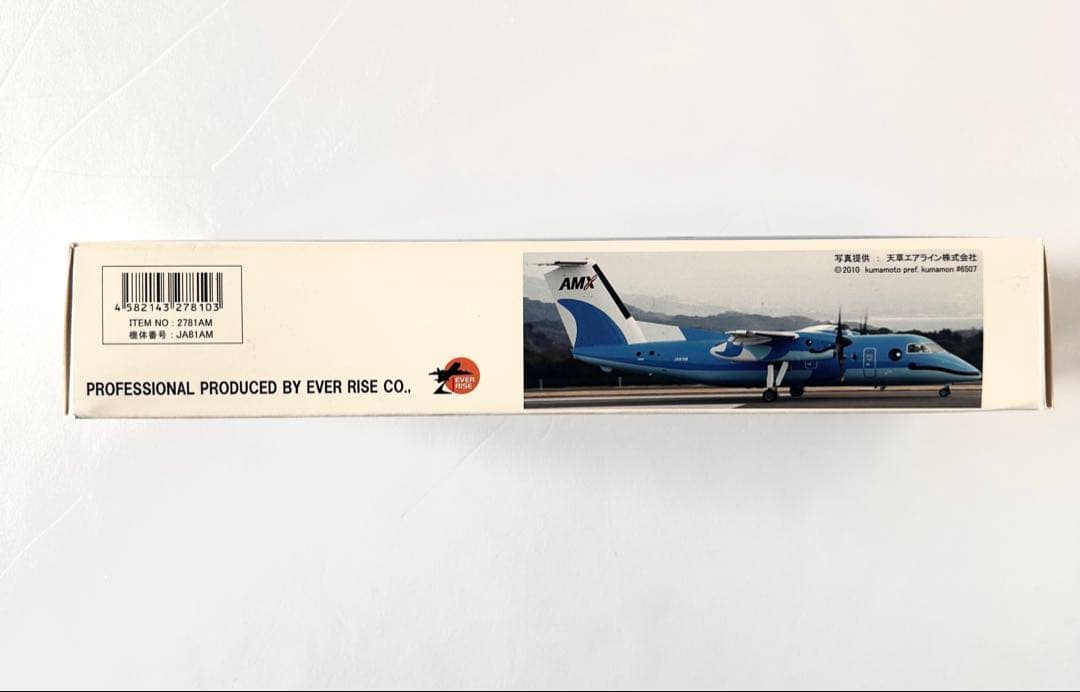 4 582143 278103
ITEM NO : 2781AM
機体番号 : JA81AM
PROFESSIONAL PRODUCED BY EVER RISE CO.,
EVER
RISE
写真提供 : 天草エアライン株式会社
©2010 kumamoto pref. kumamon #6507
AMX